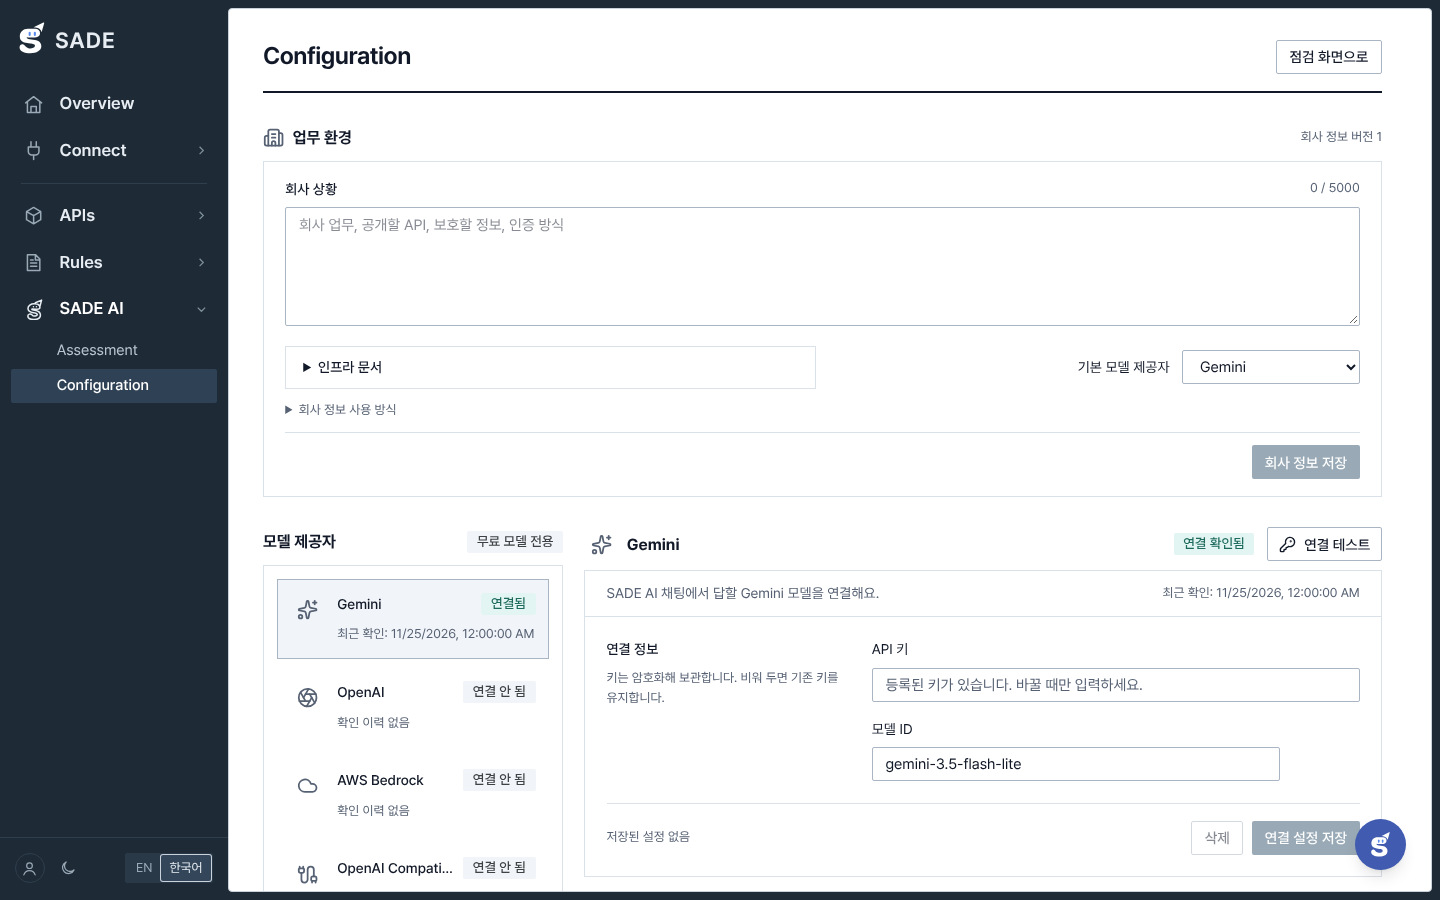 SADE
Overview
Connect
APIs
Rules
SADE AI
Assessment
Configuration
EN
한국어
Configuration
점검 화면으로
업무 환경
회사 정보 버전 1
회사 상황
0 / 5000
회사 업무, 공개할 API, 보호할 정보, 인증 방식
인프라 문서
기본 모델 제공자
Gemini
회사 정보 사용 방식
회사 정보 저장
모델 제공자
무료 모델 전용
Gemini
연결됨
최근 확인: 11/25/2026, 12:00:00 AM
OpenAI
연결 안 됨
확인 이력 없음
AWS Bedrock
연결 안 됨
확인 이력 없음
OpenAI Compati...
연결 안 됨
Gemini
연결 확인됨
연결 테스트
SADE AI 채팅에서 답할 Gemini 모델을 연결해요.
최근 확인: 11/25/2026, 12:00:00 AM
연결 정보
키는 암호화해 보관합니다. 비워 두면 기존 키를
유지합니다.
API 키
등록된 키가 있습니다. 바꿀 때만 입력하세요.
모델 ID
gemini-3.5-flash-lite
저장된 설정 없음
삭제
연결 설정 저장